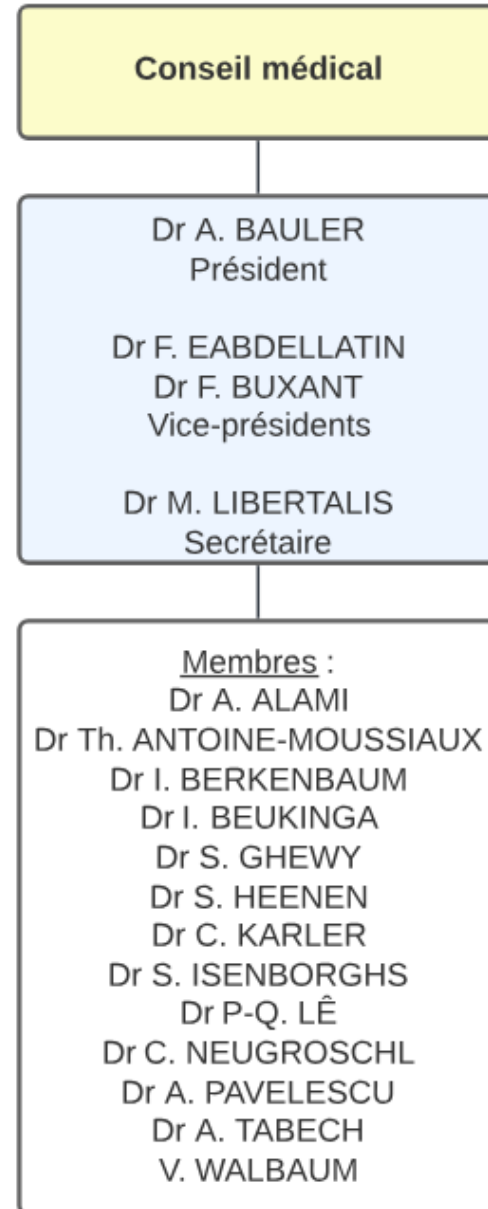 Conseil médical
Dr A. BAULER
Président
Dr F. EABDELLATIN
Dr F. BUXANT
Vice-présidents
Dr M. LIBERTALIS
Secrétaire
Membres :
Dr A. ALAMI
Dr Th. ANTOINE-MOUSSIAUX
Dr I. BERKENBAUM
Dr I. BEUKINGA
Dr S. GHEWY
Dr S. HEENEN
Dr C. KARLER
Dr S. ISENBORGHS
Dr P-Q. LÊ
Dr C. NEUGROSCHL
Dr A. PAVELESCU
Dr A. TABECH
V. WALBAUM